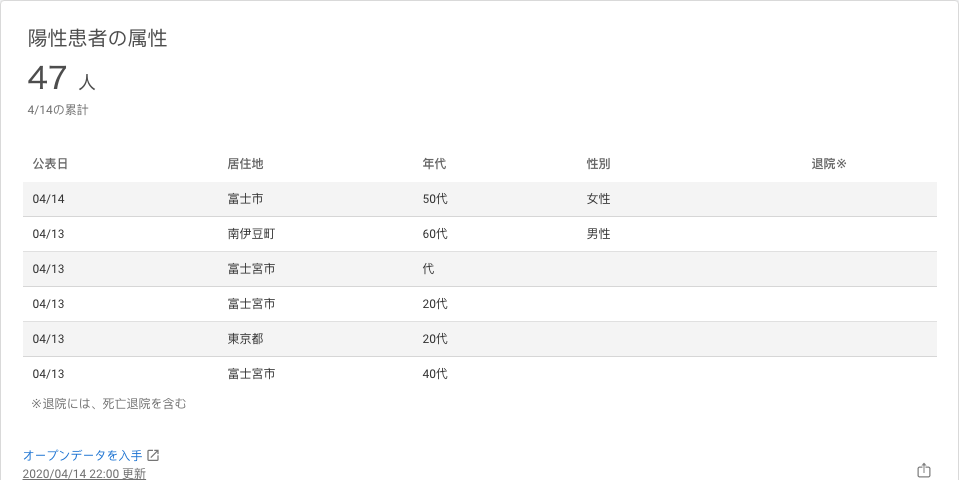 陽性患者の属性
47 人
4/14の累計
公表日 居住地 年代 性別 退院※
04/14 富士市 50代 女性
04/13 南伊豆町 60代 男性
04/13 富士宮市 代
04/13 富士宮市 20代
04/13 東京都 20代
04/13 富士宮市 40代
※退院には、死亡退院を含む
オープンデータを入手
2020/04/14 22:00 更新